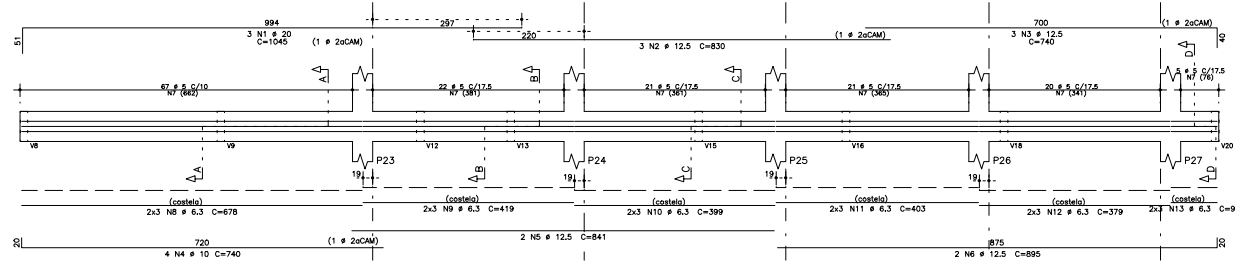 994
297
700
(1 ø 2aCAM)
51
3 N1 ø 20
C=1045
(1 ø 2aCAM)
220
(1 ø 2aCAM)
3 N2 ø 12.5 C=830
3 N3 ø 12.5
C=740
40
A
B
C
D
67 ø 5 C/10
N7 (662)
22 ø 5 C/17.5
N7 (381)
21 ø 5 C/17.5
N7 (361)
21 ø 5 C/17.5
N7 (365)
20 ø 5 C/17.5
N7 (341)
5 ø 5 C/17.5
N7 (76)
V8
V9
V12
V13
V15
V16
V18
V20
P23
P24
P25
P26
P27
A
B
C
D
19
19
19
19
(costela)
2x3 N8 ø 6.3 C=678
(costela)
2x3 N9 ø 6.3 C=419
(costela)
2x3 N10 ø 6.3 C=399
(costela)
2x3 N11 ø 6.3 C=403
(costela)
2x3 N12 ø 6.3 C=379
(costela)
2x3 N13 ø 6.3 C=9
20
720
(1 ø 2aCAM)
4 N4 ø 10 C=740
2 N5 ø 12.5 C=841
875
2 N6 ø 12.5 C=895
20